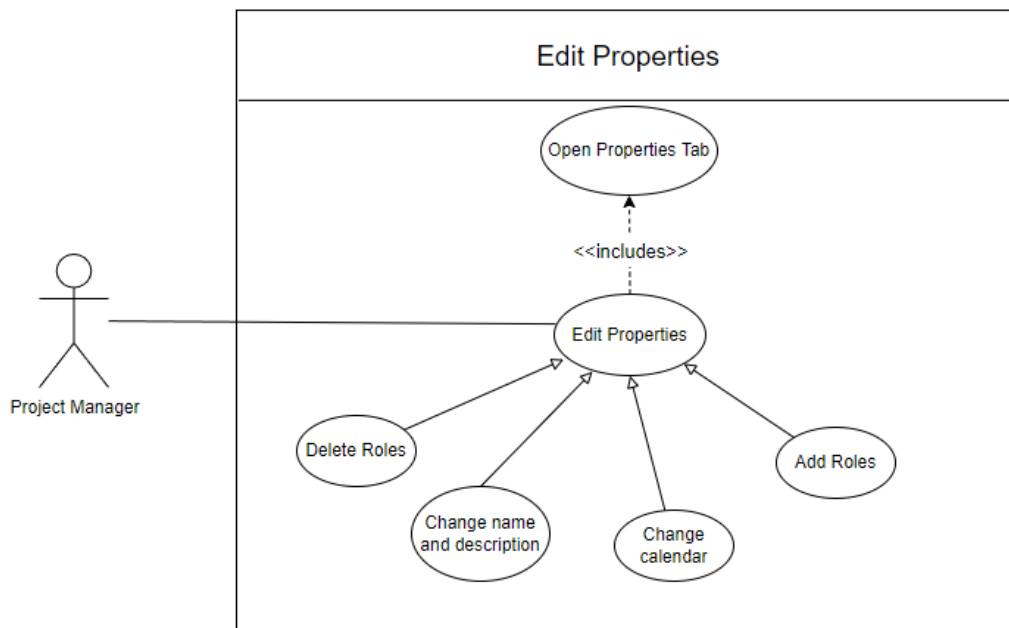 Edit Properties
Open Properties Tab
<<includes>>
Edit Properties
Project Manager
Delete Roles
Add Roles
Change name
and description
Change
calendar